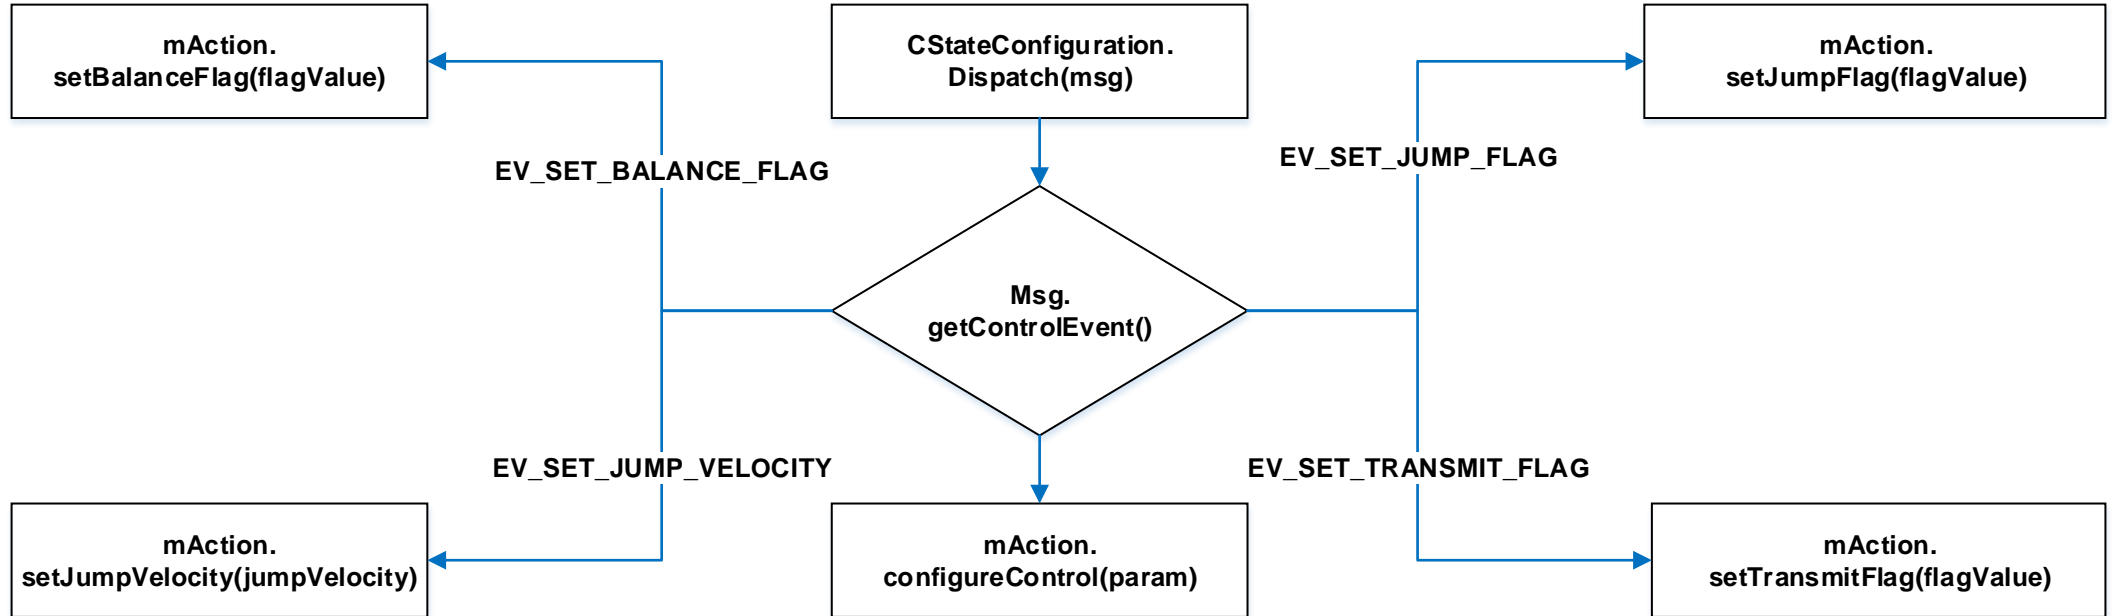 mAction.
setBalanceFlag(flagValue)
CStateConfiguration.
Dispatch(msg)
mAction.
setJumpFlag(flagValue)
EV_SET_BALANCE_FLAG
EV_SET_JUMP_FLAG
Msg.
getControlEvent()
EV_SET_JUMP_VELOCITY
EV_SET_TRANSMIT_FLAG
mAction.
setJumpVelocity(jumpVelocity)
mAction.
configureControl(param)
mAction.
setTransmitFlag(flagValue)